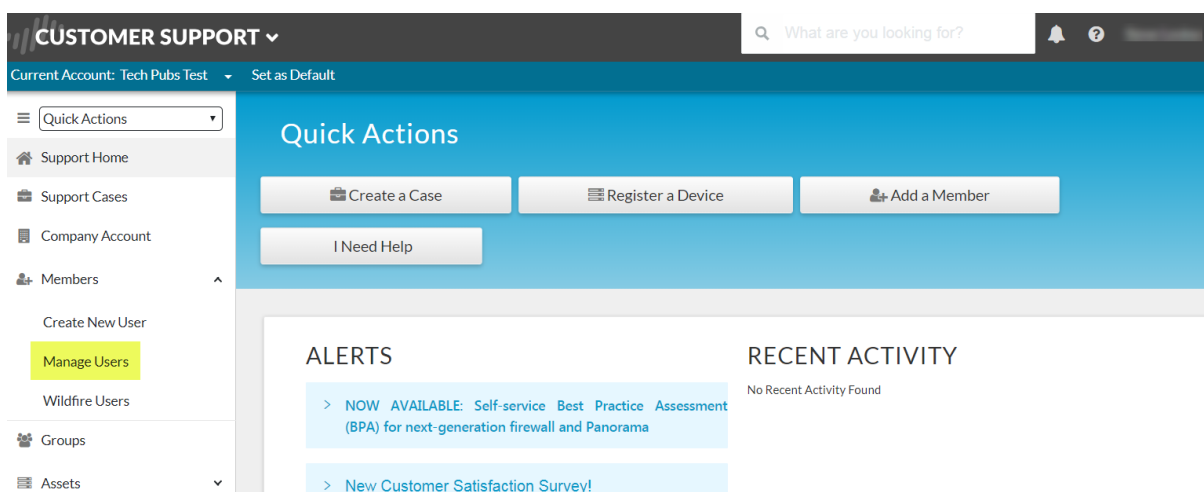 CUSTOMER SUPPORT
What are you looking for?
Current Account: Tech Pubs Test
Set as Default
Quick Actions
Support Home
Support Cases
Company Account
Members
Create New User
Manage Users
Wildfire Users
Groups
Assets
Quick Actions
Create a Case
Register a Device
Add a Member
I Need Help
ALERTS
> NOW AVAILABLE: Self-service Best Practice Assessment
(BPA) for next-generation firewall and Panorama
> New Customer Satisfaction Survey!
RECENT ACTIVITY
No Recent Activity Found